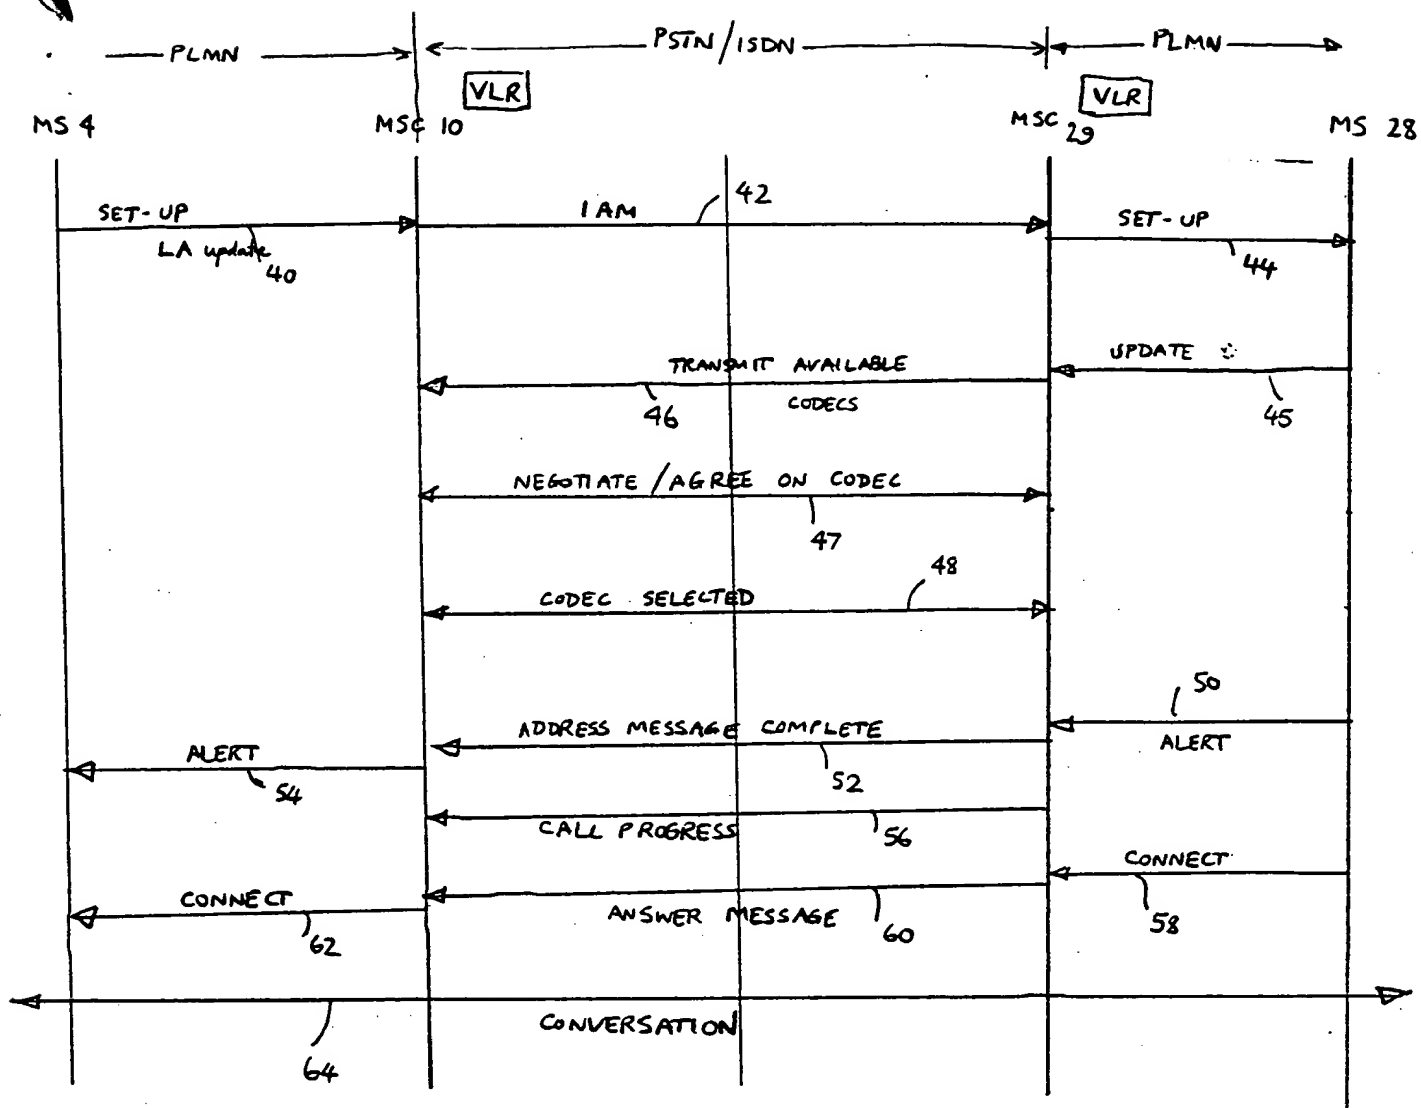 PLMN PSTN/ISDN PLMN
VLR VLR
MS 4 MSC 10 MSC 29 MS 28
SET-UP IAM 42 SET-UP
LA update 40 44
TRANSMIT AVAILABLE UPDATE
46 CODECS 45
NEGOTIATE/AGREE ON CODEC
47
48
CODEC SELECTED
50
ADDRESS MESSAGE COMPLETE
ALERT ALERT
54 52
CALL PROGRESS 56
CONNECT
CONNECT ANSWER MESSAGE 60 58
62
CONVERSATION
64